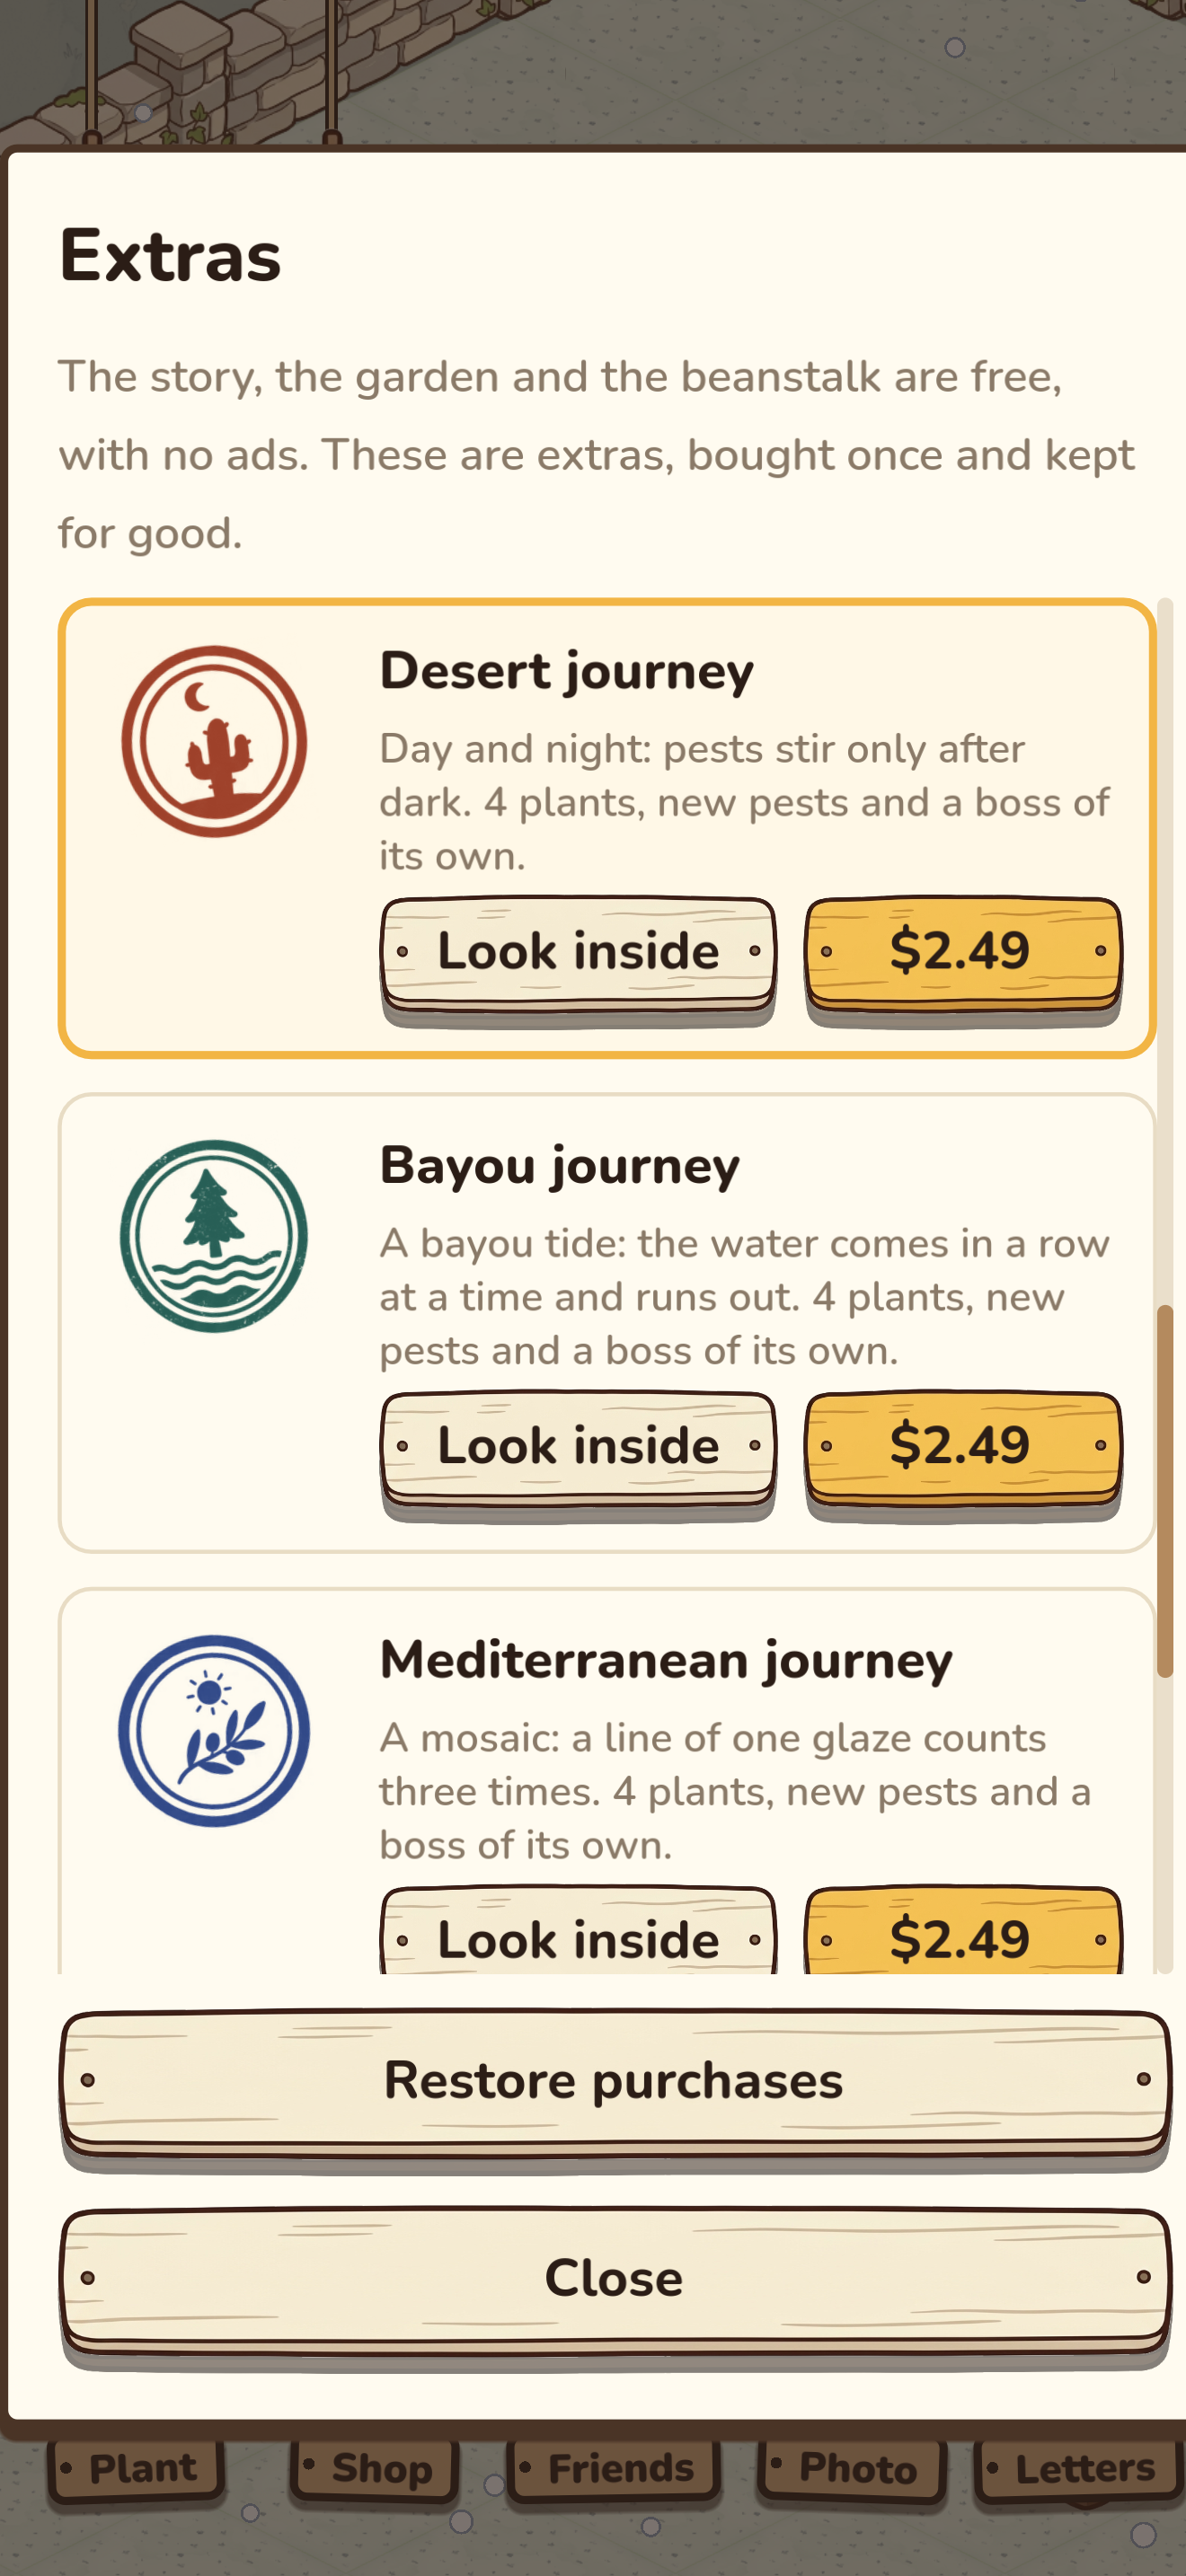 Extras
The story, the garden and the beanstalk are free,
with no ads. These are extras, bought once and kept
for good.
Desert journey
Day and night: pests stir only after
dark. 4 plants, new pests and a boss of
its own.
Look inside
$2.49
Bayou journey
A bayou tide: the water comes in a row
at a time and runs out. 4 plants, new
pests and a boss of its own.
Look inside
$2.49
Mediterranean journey
A mosaic: a line of one glaze counts
three times. 4 plants, new pests and a
boss of its own.
Look inside
$2.49
Restore purchases
Close
Plant
Shop
Friends
Photo
Letters